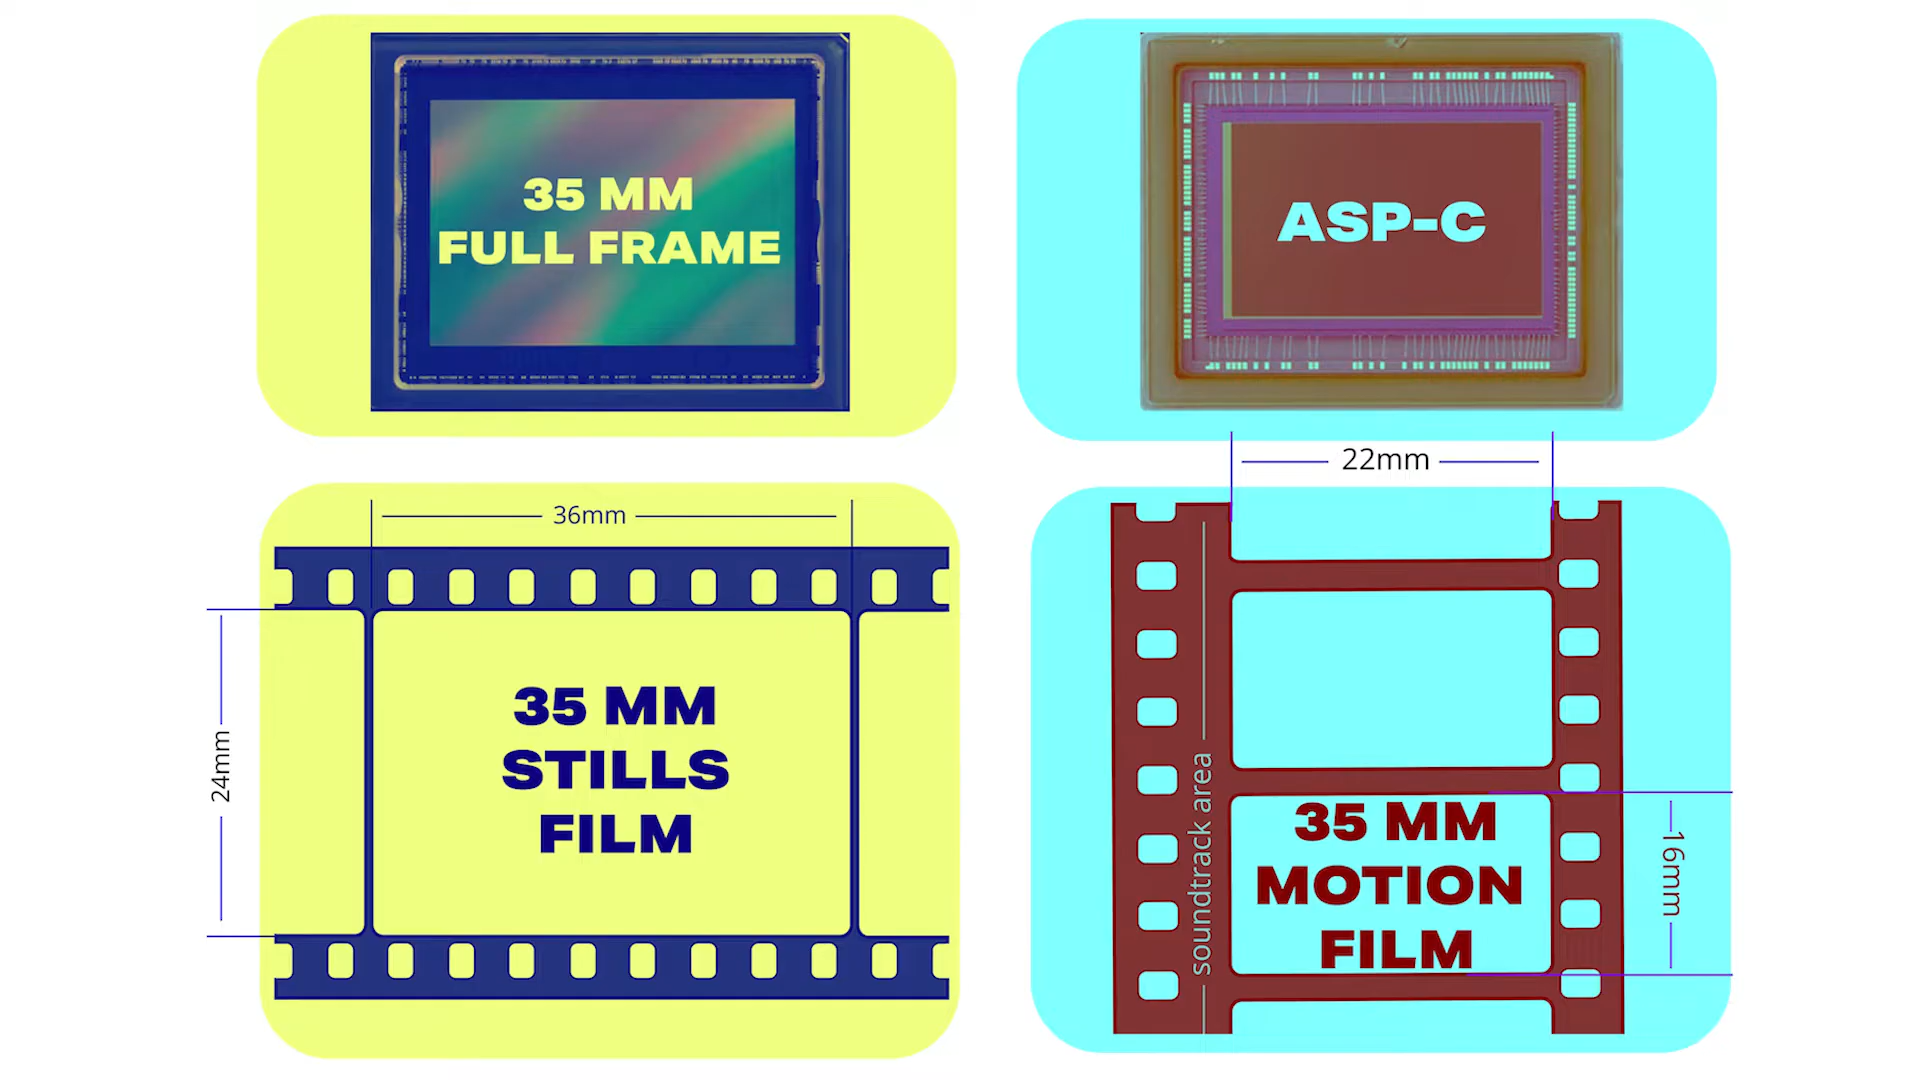 35 MM
FULL FRAME
ASP-C
22mm
36mm
24mm
35 MM
STILLS
FILM
soundtrack area
35 MM
MOTION
FILM
16mm